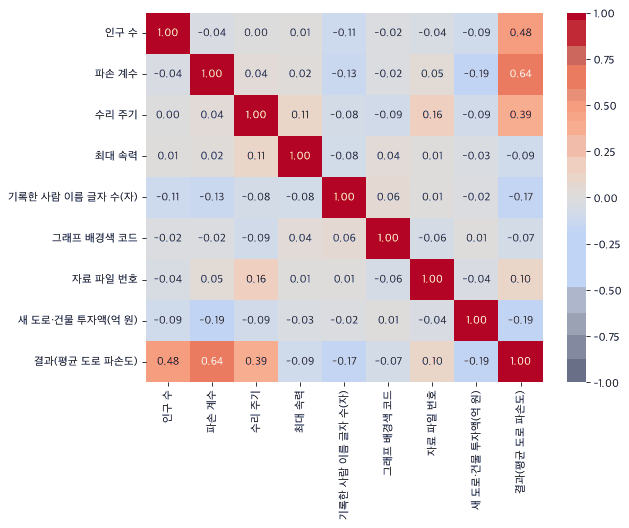 인구 수 1.00 -0.04 0.00 0.01 -0.11 -0.02 -0.04 -0.09 0.48
파손 계수 -0.04 1.00 0.04 0.02 -0.13 -0.02 0.05 -0.19 0.64
수리 주기 0.00 0.04 1.00 0.11 -0.08 -0.09 0.16 -0.09 0.39
최대 속력 0.01 0.02 0.11 1.00 -0.08 0.04 0.01 -0.03 -0.09
기록한 사람 이름 글자 수(자) -0.11 -0.13 -0.08 -0.08 1.00 0.06 0.01 -0.02 -0.17
그래프 배경색 코드 -0.02 -0.02 -0.09 0.04 0.06 1.00 -0.06 0.01 -0.07
자료 파일 번호 -0.04 0.05 0.16 0.01 0.01 -0.06 1.00 -0.04 0.10
새 도로·건물 투자액(억 원) -0.09 -0.19 -0.09 -0.03 -0.02 0.01 -0.04 1.00 -0.19
결과(평균 도로 파손도) 0.48 0.64 0.39 -0.09 -0.17 -0.07 0.10 -0.19 1.00
인구 수
파손 계수
수리 주기
최대 속력
기록한 사람 이름 글자 수(자)
그래프 배경색 코드
자료 파일 번호
새 도로·건물 투자액(억 원)
결과(평균 도로 파손도)
1.00
0.75
0.50
0.25
0.00
-0.25
-0.50
-0.75
-1.00